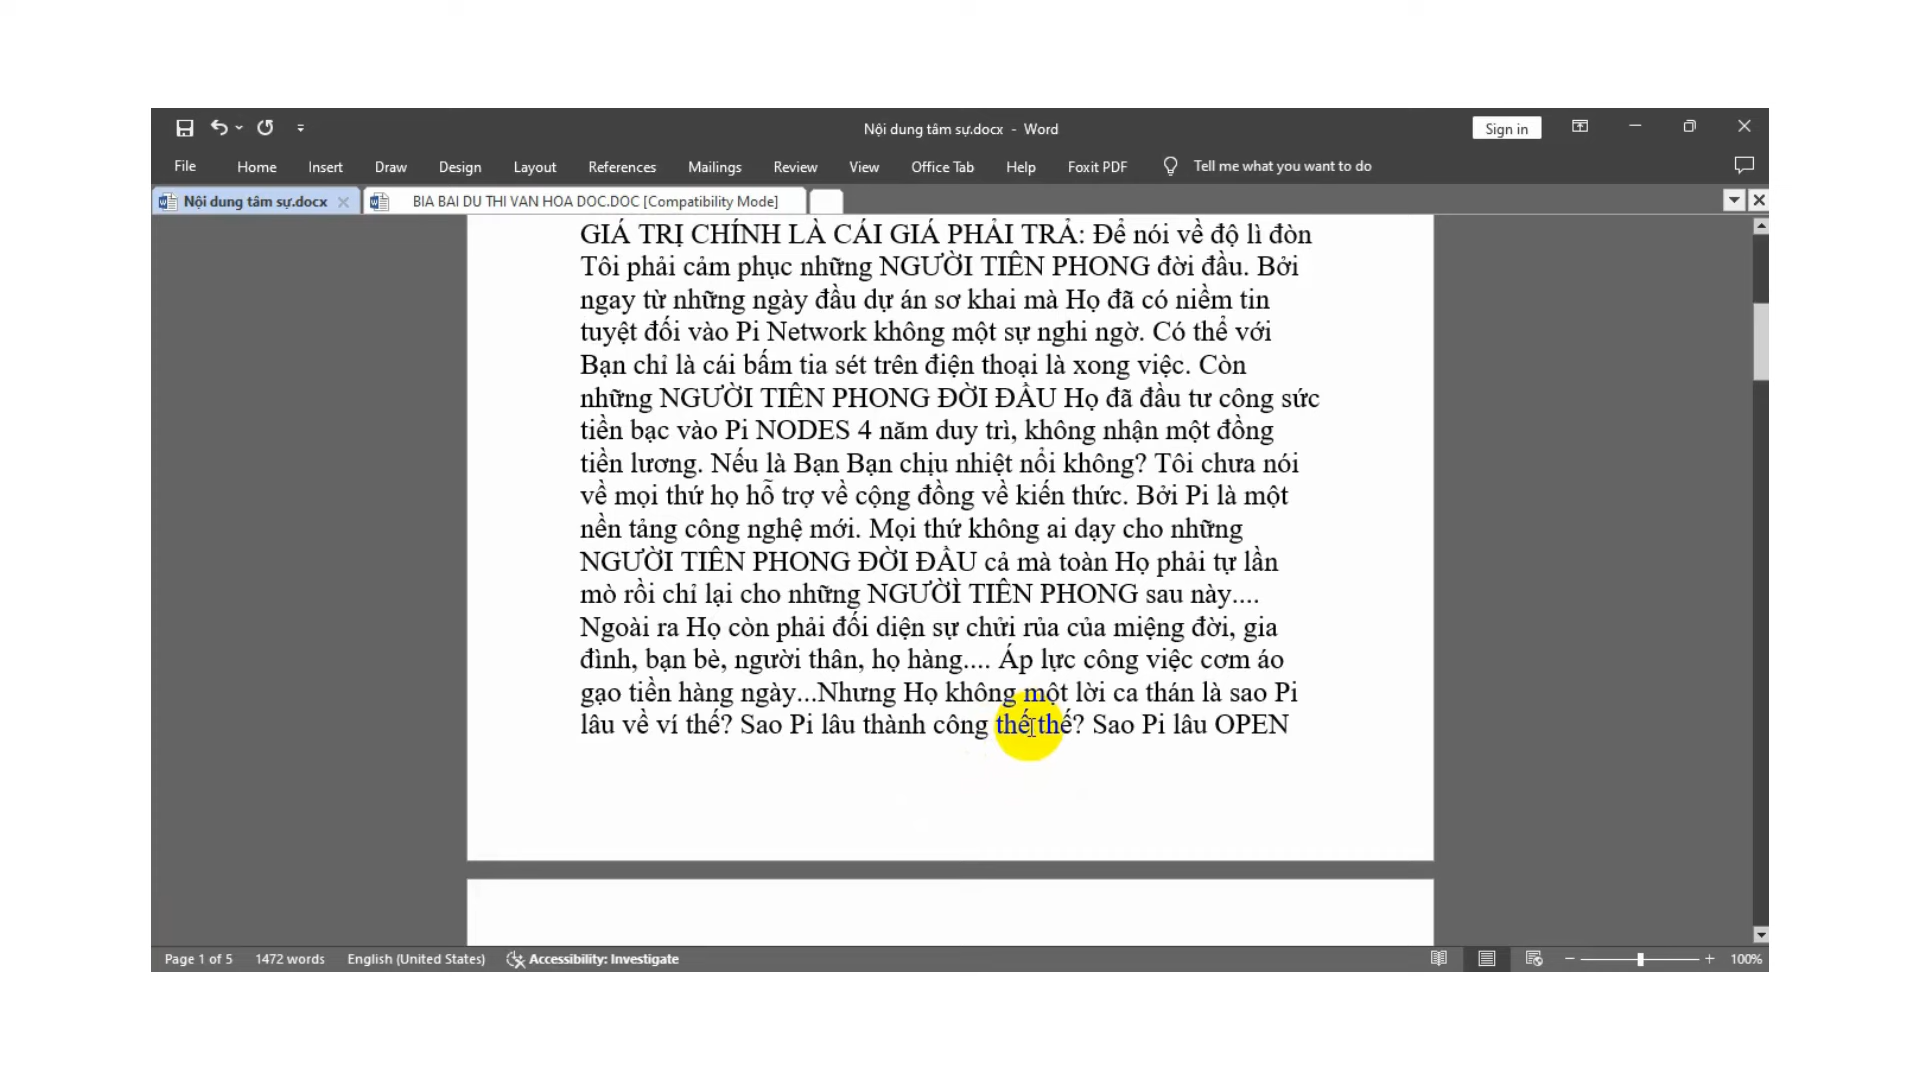 Nội dung tâm sự.docx - Word
Sign in
File Home Insert Draw Design Layout References Mailings Review View Office Tab Help Foxit PDF Tell me what you want to do
Nội dung tâm sự.docx BIA BAI DU THI VAN HOA DOC.DOC [Compatibility Mode]
GIÁ TRỊ CHÍNH LÀ CÁI GIÁ PHẢI TRẢ: Để nói về độ lì đòn
Tôi phải cảm phục những NGƯỜI TIÊN PHONG đời đầu. Bởi
ngay từ những ngày đầu dự án sơ khai mà Họ đã có niềm tin
tuyệt đối vào Pi Network không một sự nghi ngờ. Có thể với
Bạn chỉ là cái bấm tia sét trên điện thoại là xong việc. Còn
những NGƯỜI TIÊN PHONG ĐỜI ĐẦU Họ đã đầu tư công sức
tiền bạc vào Pi NODES 4 năm duy trì, không nhận một đồng
tiền lương. Nếu là Bạn Bạn chịu nhiệt nổi không? Tôi chưa nói
về mọi thứ họ hỗ trợ về cộng đồng về kiến thức. Bởi Pi là một
nền tảng công nghệ mới. Mọi thứ không ai dạy cho những
NGƯỜI TIÊN PHONG ĐỜI ĐẦU cả mà toàn Họ phải tự lần
mò rồi chỉ lại cho những NGƯỜÌ TIÊN PHONG sau này....
Ngoài ra Họ còn phải đối diện sự chửi rủa của miệng đời, gia
đình, bạn bè, người thân, họ hàng.... Áp lực công việc cơm áo
gạo tiền hàng ngày...Nhưng Họ không một lời ca thán là sao Pi
lâu về ví thế? Sao Pi lâu thành công thế thế? Sao Pi lâu OPEN
Page 1 of 5 1472 words English (United States) Accessibility: Investigate 100%